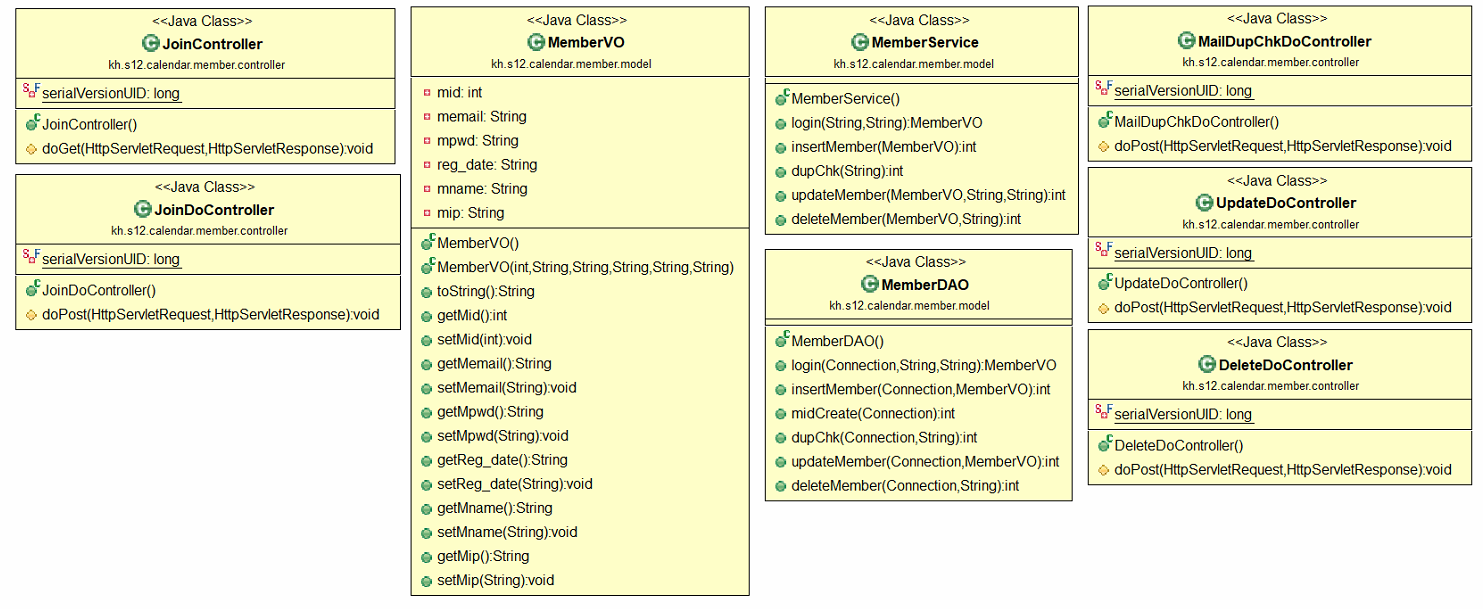 <<Java Class>>
JoinController
kh.s12.calendar.member.controller
serialVersionUID: long
JoinController()
doGet(HttpServletRequest,HttpServletResponse):void
<<Java Class>>
JoinDoController
kh.s12.calendar.member.controller
serialVersionUID: long
JoinDoController()
doPost(HttpServletRequest,HttpServletResponse):void
<<Java Class>>
MemberVO
kh.s12.calendar.member.model
mid: int
memail: String
mpwd: String
reg_date: String
mname: String
mip: String
MemberVO()
MemberVO(int,String,String,String,String,String)
toString():String
getMid():int
setMid(int):void
getMemail():String
setMemail(String):void
getMpwd():String
setMpwd(String):void
getReg_date():String
setReg_date(String):void
getMname():String
setMname(String):void
getMip():String
setMip(String):void
<<Java Class>>
MemberService
kh.s12.calendar.member.model
MemberService()
login(String,String):MemberVO
insertMember(MemberVO):int
dupChk(String):int
updateMember(MemberVO,String,String):int
deleteMember(MemberVO,String):int
<<Java Class>>
MemberDAO
kh.s12.calendar.member.model
MemberDAO()
login(Connection,String,String):MemberVO
insertMember(Connection,MemberVO):int
midCreate(Connection):int
dupChk(Connection,String):int
updateMember(Connection,MemberVO):int
deleteMember(Connection,String):int
<<Java Class>>
MailDupChkDoController
kh.s12.calendar.member.controller
serialVersionUID: long
MailDupChkDoController()
doPost(HttpServletRequest,HttpServletResponse):void
<<Java Class>>
UpdateDoController
kh.s12.calendar.member.controller
serialVersionUID: long
UpdateDoController()
doPost(HttpServletRequest,HttpServletResponse):void
<<Java Class>>
DeleteDoController
kh.s12.calendar.member.controller
serialVersionUID: long
DeleteDoController()
doPost(HttpServletRequest,HttpServletResponse):void